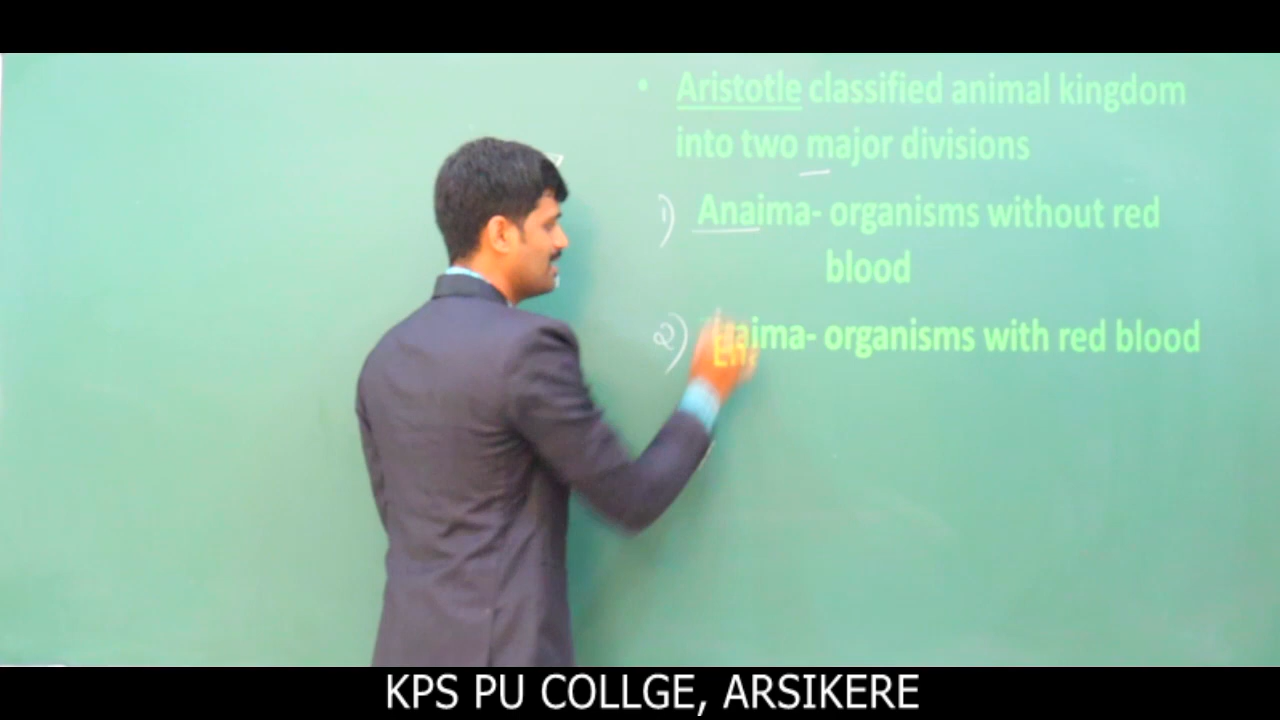 • Aristotle classified animal kingdom
into two major divisions
1) Anaima- organisms without red
blood
2) organisms with red blood
KPS PU COLLGE, ARSIKERE